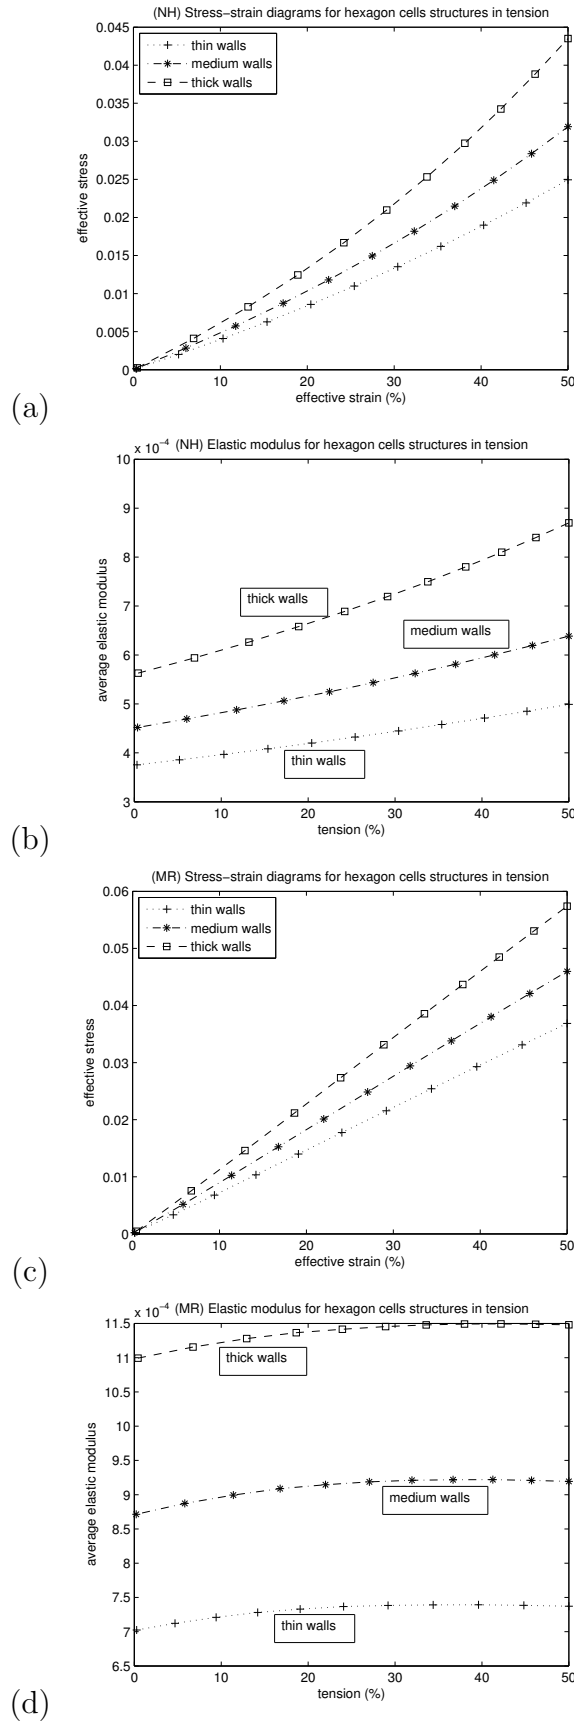 (NH) Stress−strain diagrams for hexagon cells structures in tension
0.045
0.04
0.035
0.03
0.025
0.02
0.015
0.01
0.005
0
thin walls
medium walls
thick walls
effective stress
0 10 20 30 40 50
effective strain (%)
(a)
x 10⁻⁴ (NH) Elastic modulus for hexagon cells structures in tension
10
9
8
7
6
5
4
3
thick walls
medium walls
thin walls
average elastic modulus
0 10 20 30 40 50
tension (%)
(b)
(MR) Stress−strain diagrams for hexagon cells structures in tension
0.06
0.05
0.04
0.03
0.02
0.01
0
thin walls
medium walls
thick walls
effective stress
0 10 20 30 40 50
effective strain (%)
(c)
x 10⁻⁴ (MR) Elastic modulus for hexagon cells structures in tension
11.5
11
10.5
10
9.5
9
8.5
8
7.5
7
6.5
thick walls
medium walls
thin walls
average elastic modulus
0 10 20 30 40 50
tension (%)
(d)